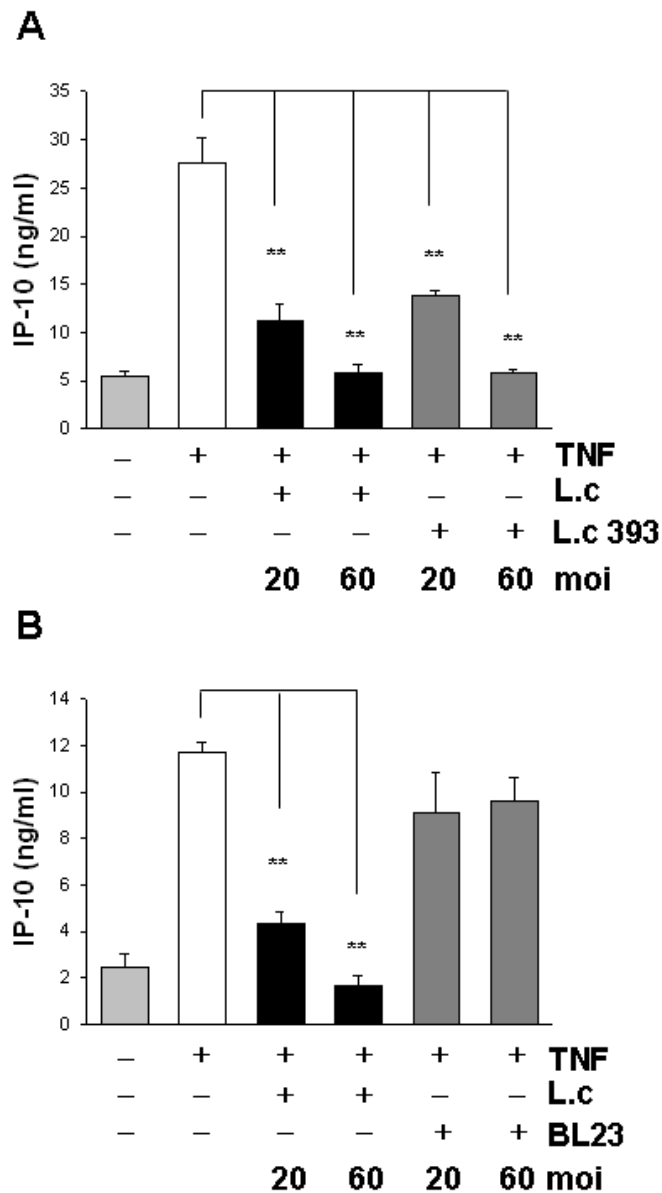 A
35
30
25
20
15
10
5
0
IP-10 (ng/ml)
** ** ** **
– + + + + + TNF
– – + + – – L.c
– – – – + + L.c 393
20 60 20 60 moi
B
14
12
10
8
6
4
2
0
IP-10 (ng/ml)
** **
– + + + + + TNF
– – + + – – L.c
– – – – + + BL23
20 60 20 60 moi